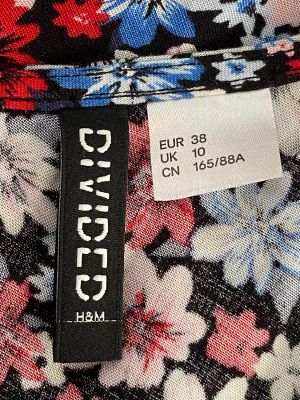 DIVIDED
H&M
EUR 38
UK 10
CN 165/88A